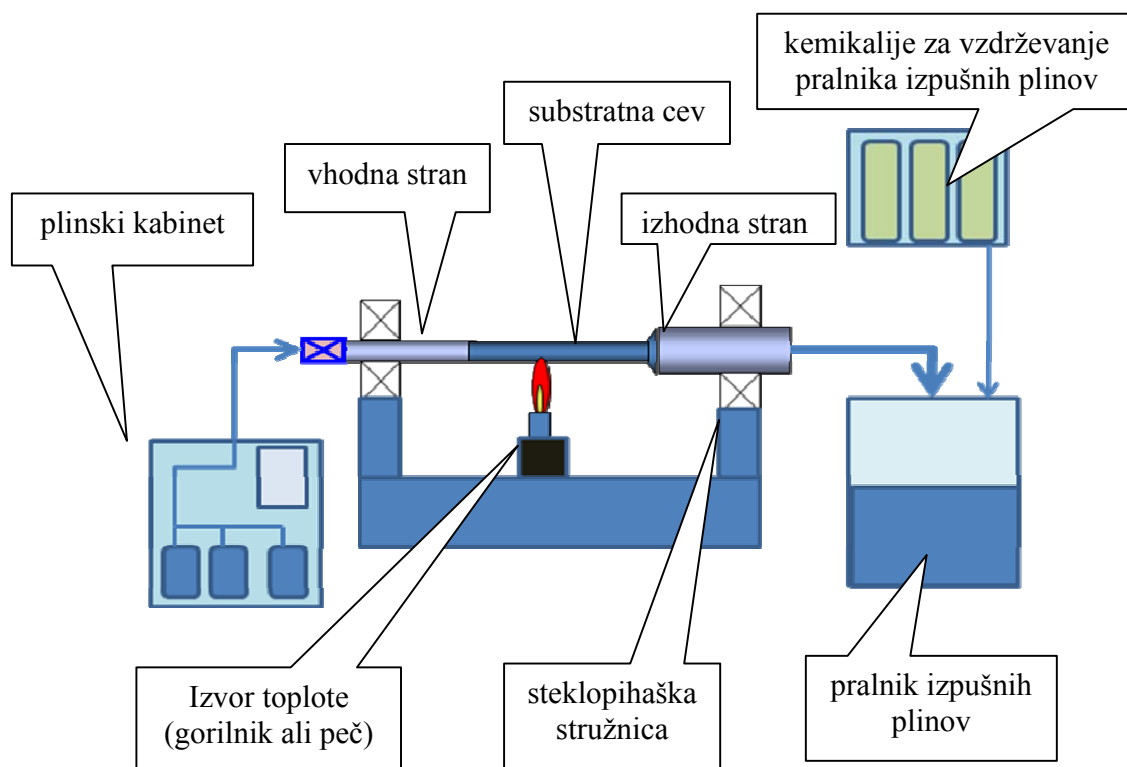 kemikalije za vzdrževanje
pralnika izpušnih plinov
substratna cev
vhodna stran
plinski kabinet
izhodna stran
Izvor toplote
(gorilnik ali peč)
steklopihaška
stružnica
pralnik izpušnih
plinov